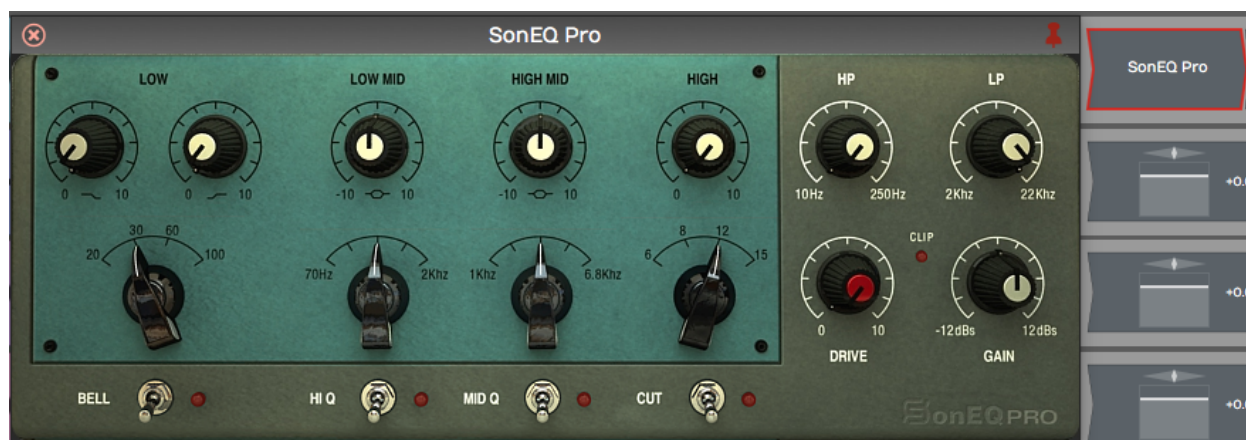 SonEQ Pro
SonEQ Pro
LOW
LOW MID
HIGH MID
HIGH
HP
LP
0 10
0 10
-10 10
-10 10
0 10
10Hz 250Hz
2Khz 22Khz
20 30 60 100
70Hz 2Khz
1Khz 6.8Khz
6 8 12 15
CLIP
0 10
-12dBs 12dBs
DRIVE
GAIN
BELL
HI Q
MID Q
CUT
SonEQ PRO